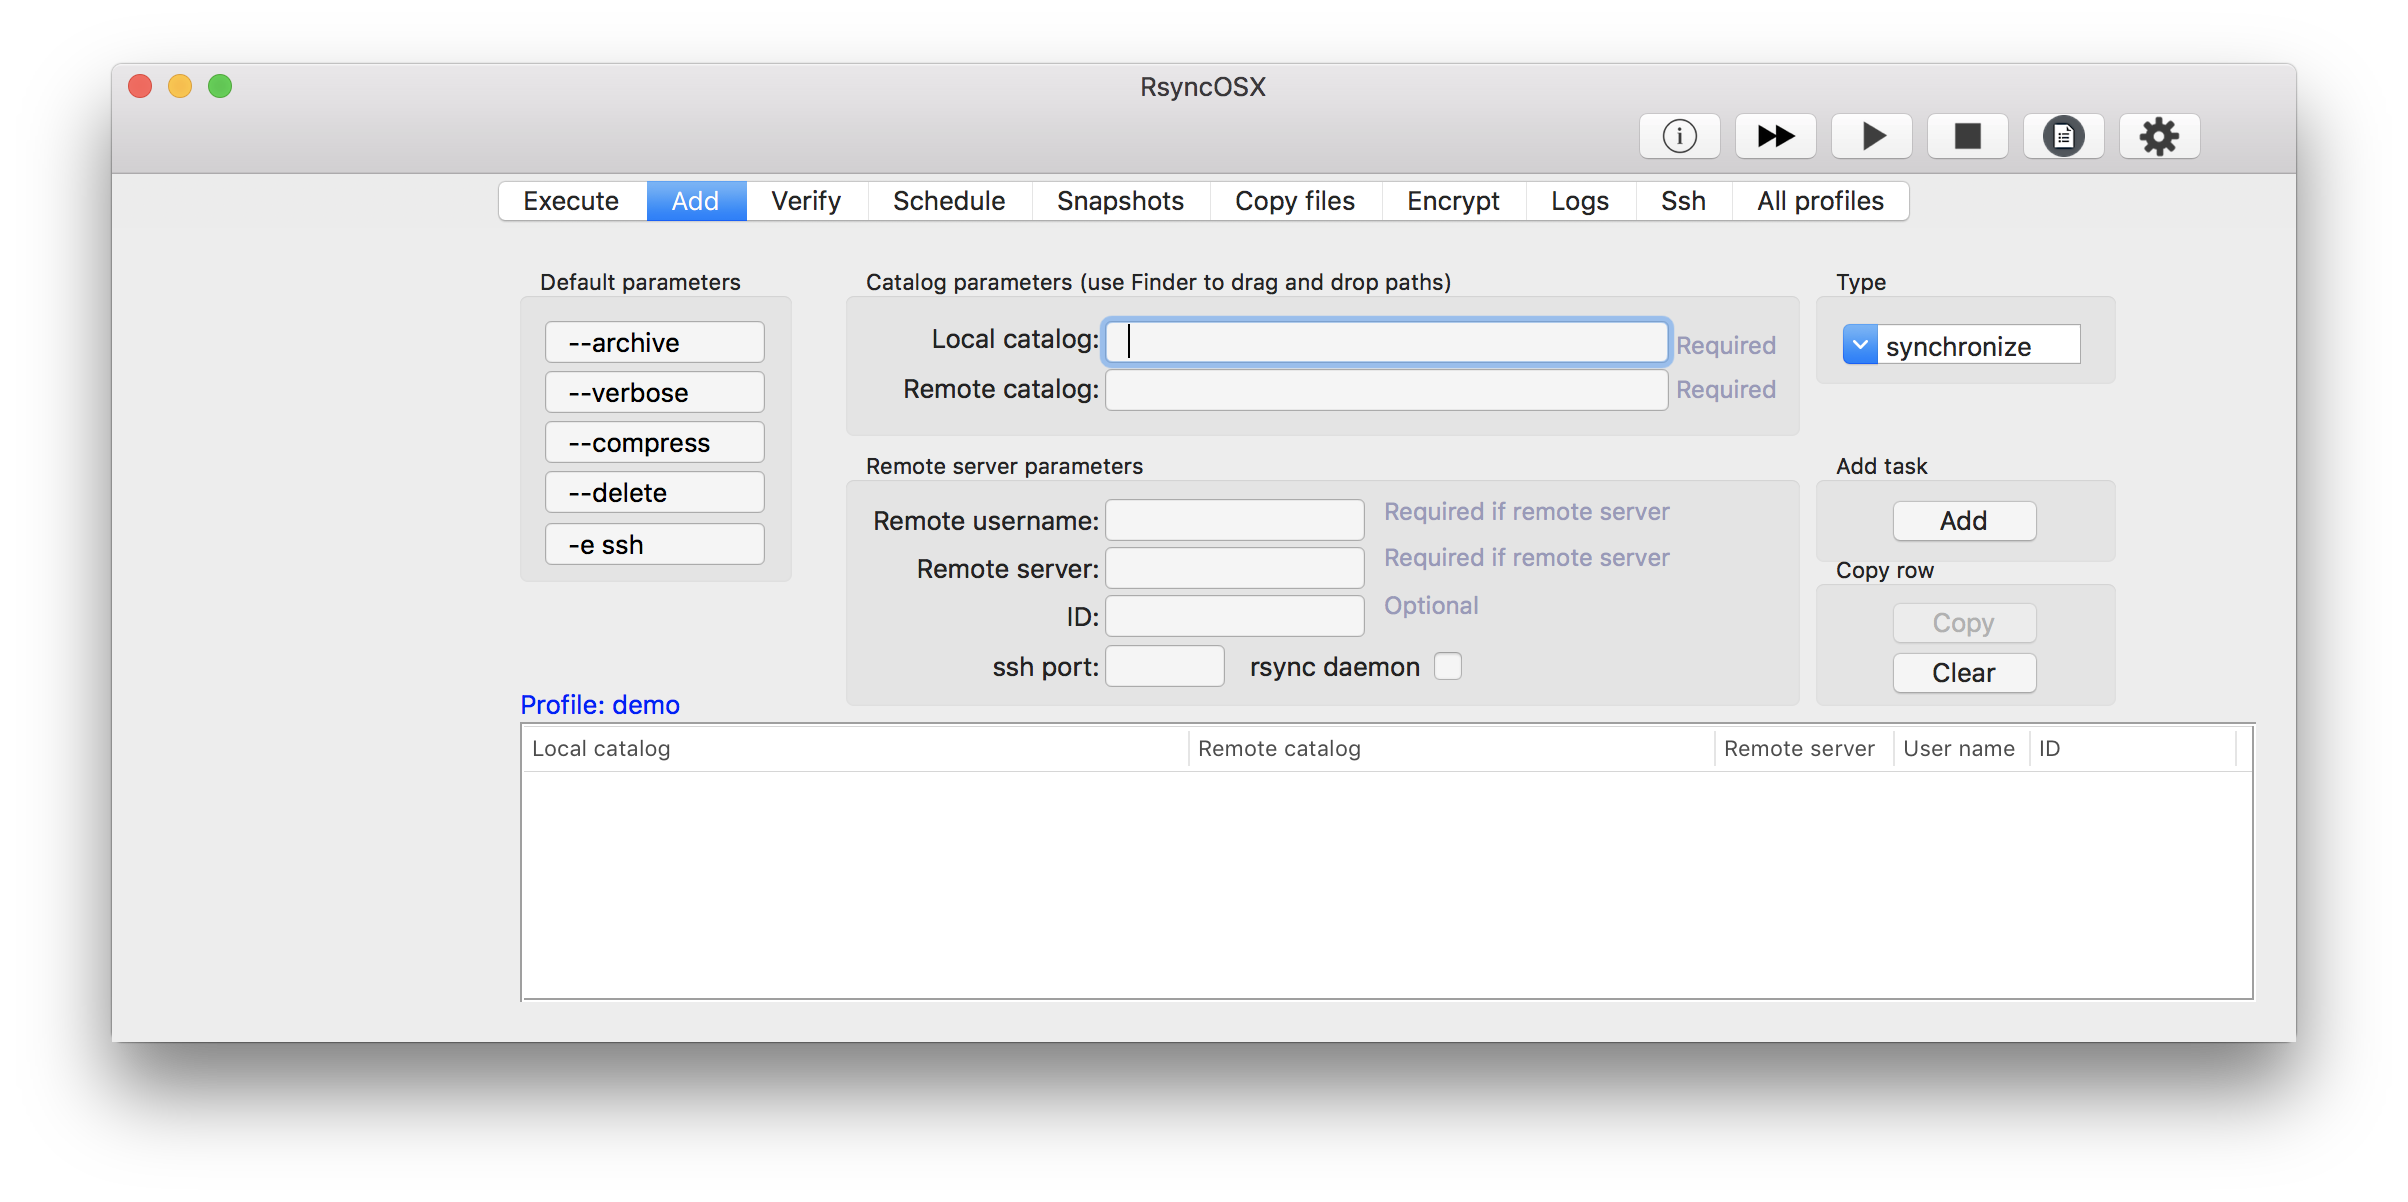 RsyncOSX
Execute Add Verify Schedule Snapshots Copy files Encrypt Logs Ssh All profiles
Default parameters
--archive
--verbose
--compress
--delete
-e ssh
Catalog parameters (use Finder to drag and drop paths)
Local catalog: Required
Remote catalog: Required
Type
synchronize
Remote server parameters
Remote username: Required if remote server
Remote server: Required if remote server
ID: Optional
ssh port: rsync daemon
Add task
Add
Copy row
Copy
Clear
Profile: demo
Local catalog Remote catalog Remote server User name ID